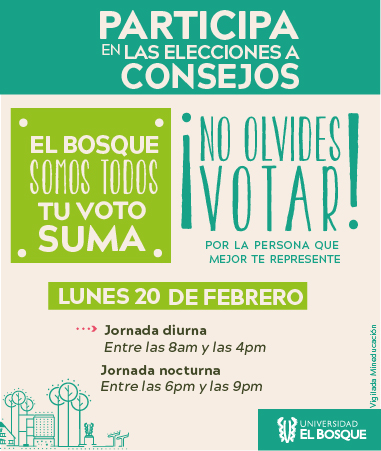 PARTICIPA
EN LAS ELECCIONES A
CONSEJOS
EL BOSQUE
SOMOS TODOS
TU VOTO
SUMA
¡NO OLVIDES
VOTAR!
POR LA PERSONA QUE
MEJOR TE REPRESENTE
LUNES 20 DE FEBRERO
Jornada diurna
Entre las 8am y las 4pm
Jornada nocturna
Entre las 6pm y las 9pm
Vigilada Mineducación
UNIVERSIDAD
EL BOSQUE